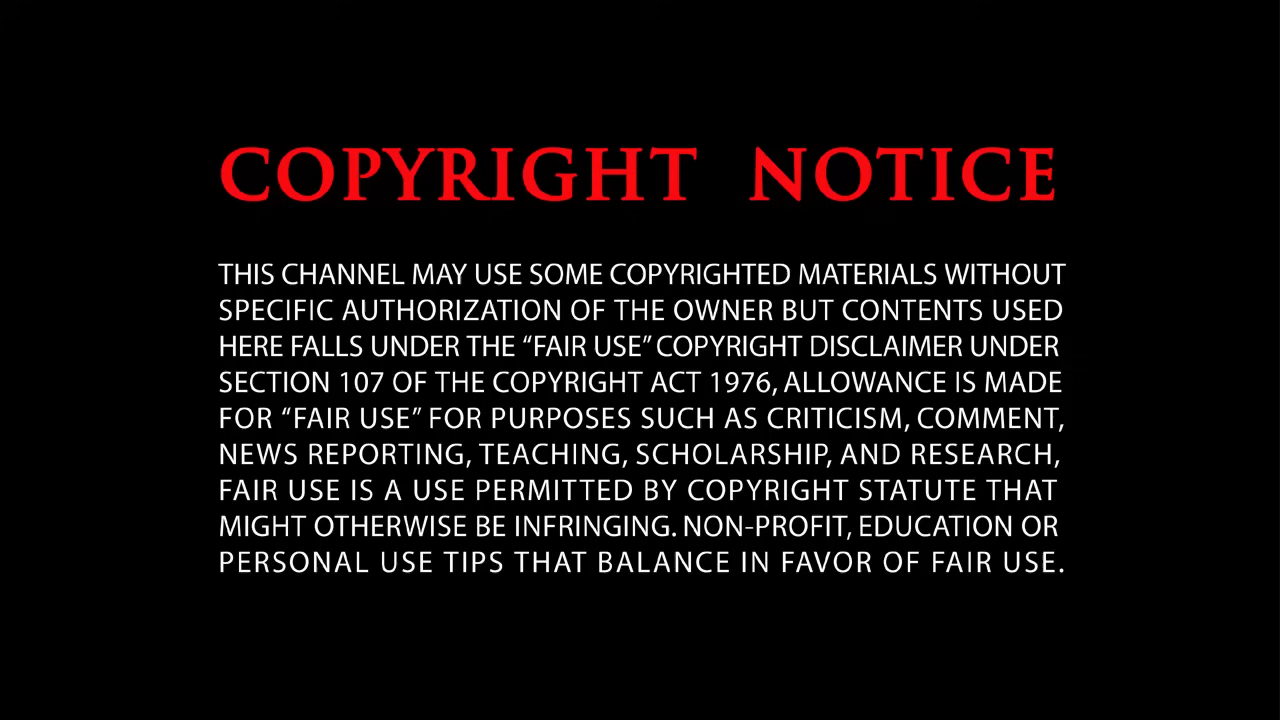 COPYRIGHT NOTICE
THIS CHANNEL MAY USE SOME COPYRIGHTED MATERIALS WITHOUT
SPECIFIC AUTHORIZATION OF THE OWNER BUT CONTENTS USED
HERE FALLS UNDER THE “FAIR USE” COPYRIGHT DISCLAIMER UNDER
SECTION 107 OF THE COPYRIGHT ACT 1976, ALLOWANCE IS MADE
FOR “FAIR USE” FOR PURPOSES SUCH AS CRITICISM, COMMENT,
NEWS REPORTING, TEACHING, SCHOLARSHIP, AND RESEARCH,
FAIR USE IS A USE PERMITTED BY COPYRIGHT STATUTE THAT
MIGHT OTHERWISE BE INFRINGING. NON-PROFIT, EDUCATION OR
PERSONAL USE TIPS THAT BALANCE IN FAVOR OF FAIR USE.